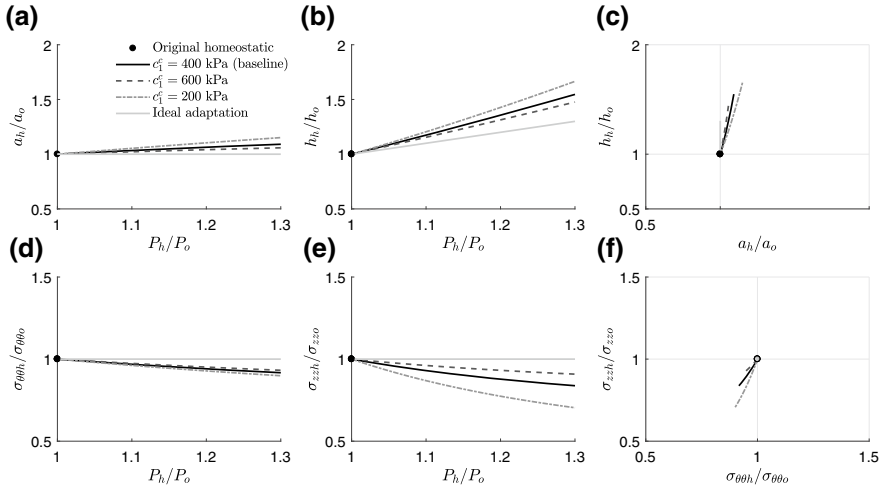 (a)
2
1.5
1
0.5
a_h/a_o
Original homeostatic
c_1^c = 400 kPa (baseline)
c_1^c = 600 kPa
c_1^c = 200 kPa
Ideal adaptation
1 1.1 1.2 1.3
P_h/P_o
(b)
2
1.5
1
0.5
h_h/h_o
1 1.1 1.2 1.3
P_h/P_o
(c)
2
1
0.5
h_h/h_o
0.5 1.5
a_h/a_o
(d)
1.5
1
0.5
σ_θθh/σ_θθo
1 1.1 1.2 1.3
P_h/P_o
(e)
1.5
1
0.5
σ_zzh/σ_zzo
1 1.1 1.2 1.3
P_h/P_o
(f)
1.5
1
0.5
σ_zzh/σ_zzo
0.5 1 1.5
σ_θθh/σ_θθo